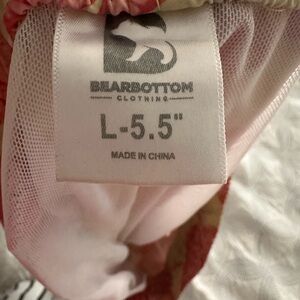 BEARBOTTOM
CLOTHING
L-5.5"
MADE IN CHINA